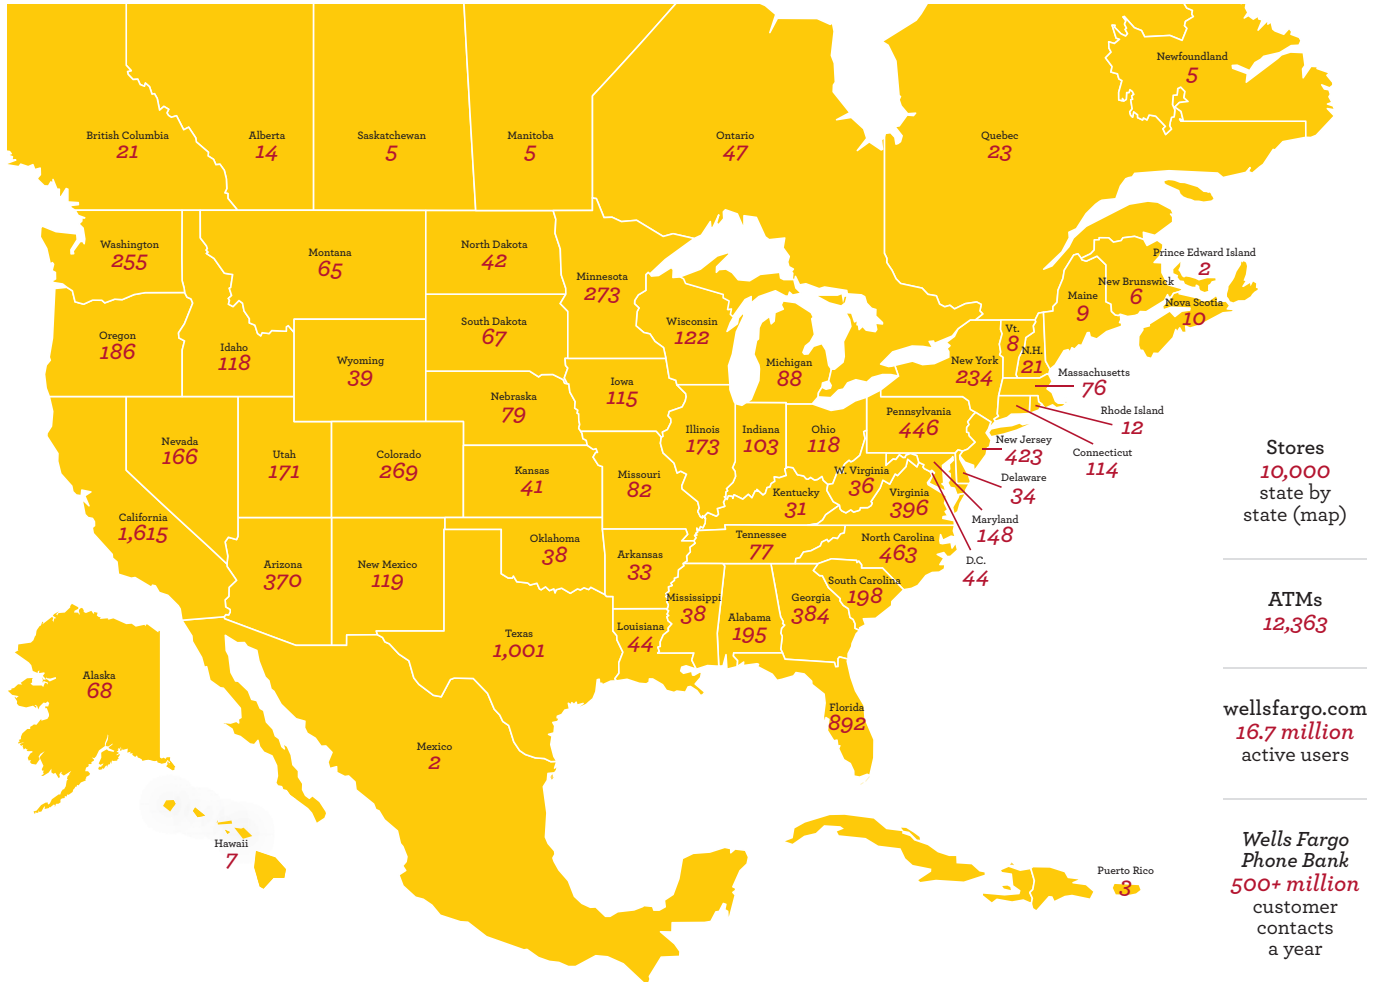 Newfoundland
5
British Columbia
21
Alberta
14
Saskatchewan
5
Manitoba
5
Ontario
47
Quebec
23
Washington
255
Montana
65
North Dakota
42
Minnesota
273
Prince Edward Island
2
New Brunswick
6
Maine
9
Nova Scotia
10
Oregon
186
Idaho
118
Wyoming
39
South Dakota
67
Wisconsin
122
Michigan
88
New York
234
Vt.
8
N.H.
21
Massachusetts
76
Rhode Island
12
Connecticut
114
Nebraska
79
Iowa
115
Illinois
173
Indiana
103
Ohio
118
Pennsylvania
446
New Jersey
423
Delaware
34
Maryland
148
D.C.
44
Nevada
166
Utah
171
Colorado
269
Kansas
41
Missouri
82
Kentucky
31
W. Virginia
36
Virginia
396
California
1,615
Arizona
370
New Mexico
119
Oklahoma
38
Arkansas
33
Tennessee
77
North Carolina
463
South Carolina
198
Mississippi
38
Alabama
195
Georgia
384
Louisiana
44
Texas
1,001
Florida
892
Alaska
68
Mexico
2
Hawaii
7
Puerto Rico
3
Stores
10,000
state by
state (map)
ATMs
12,363
wellsfargo.com
16.7 million
active users
Wells Fargo
Phone Bank
500+ million
customer
contacts
a year